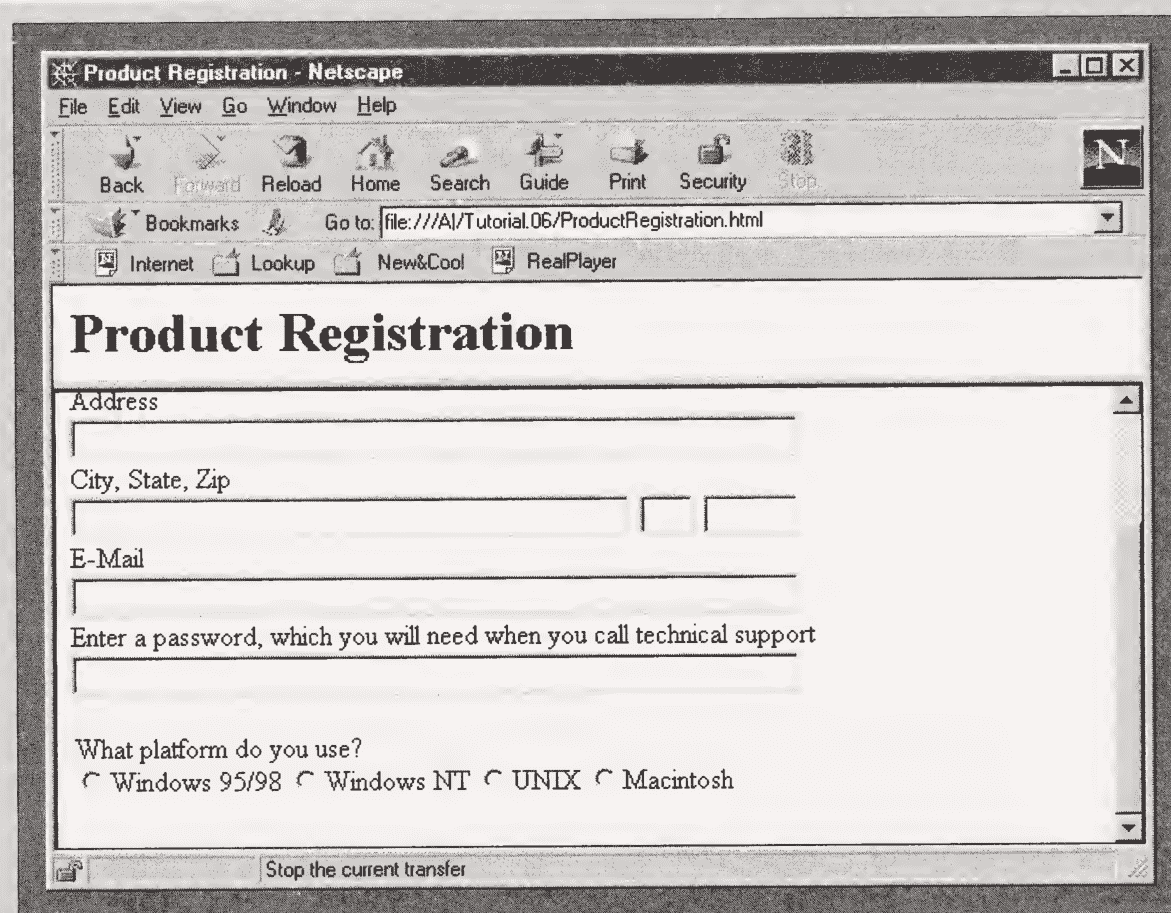 Product Registration - Netscape
File Edit View Go Window Help
Back Forward Reload Home Search Guide Print Security Stop
N
Bookmarks Go to: file:///A|/Tutorial.06/ProductRegistration.html
Internet Lookup New&Cool RealPlayer
Product Registration
Address
City, State, Zip
E-Mail
Enter a password, which you will need when you call technical support
What platform do you use?
Windows 95/98 Windows NT UNIX Macintosh
Stop the current transfer